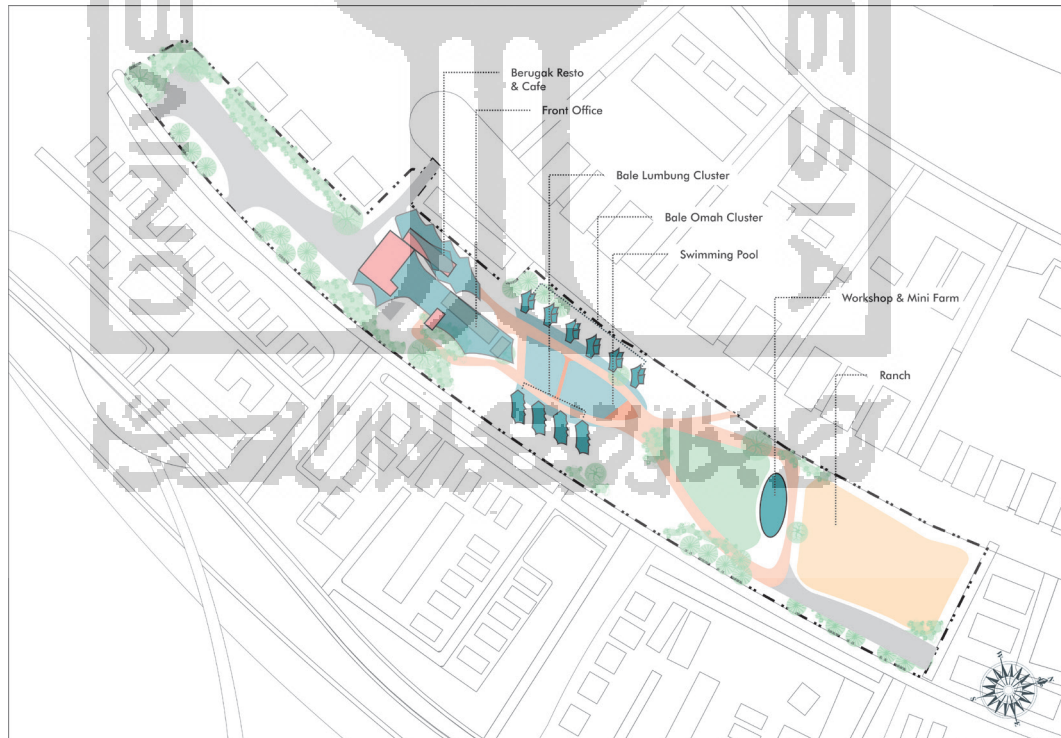 Berugak Resto
& Cafe
Front Office
Bale Lumbung Cluster
Bale Omah Cluster
Swimming Pool
Workshop & Mini Farm
Ranch